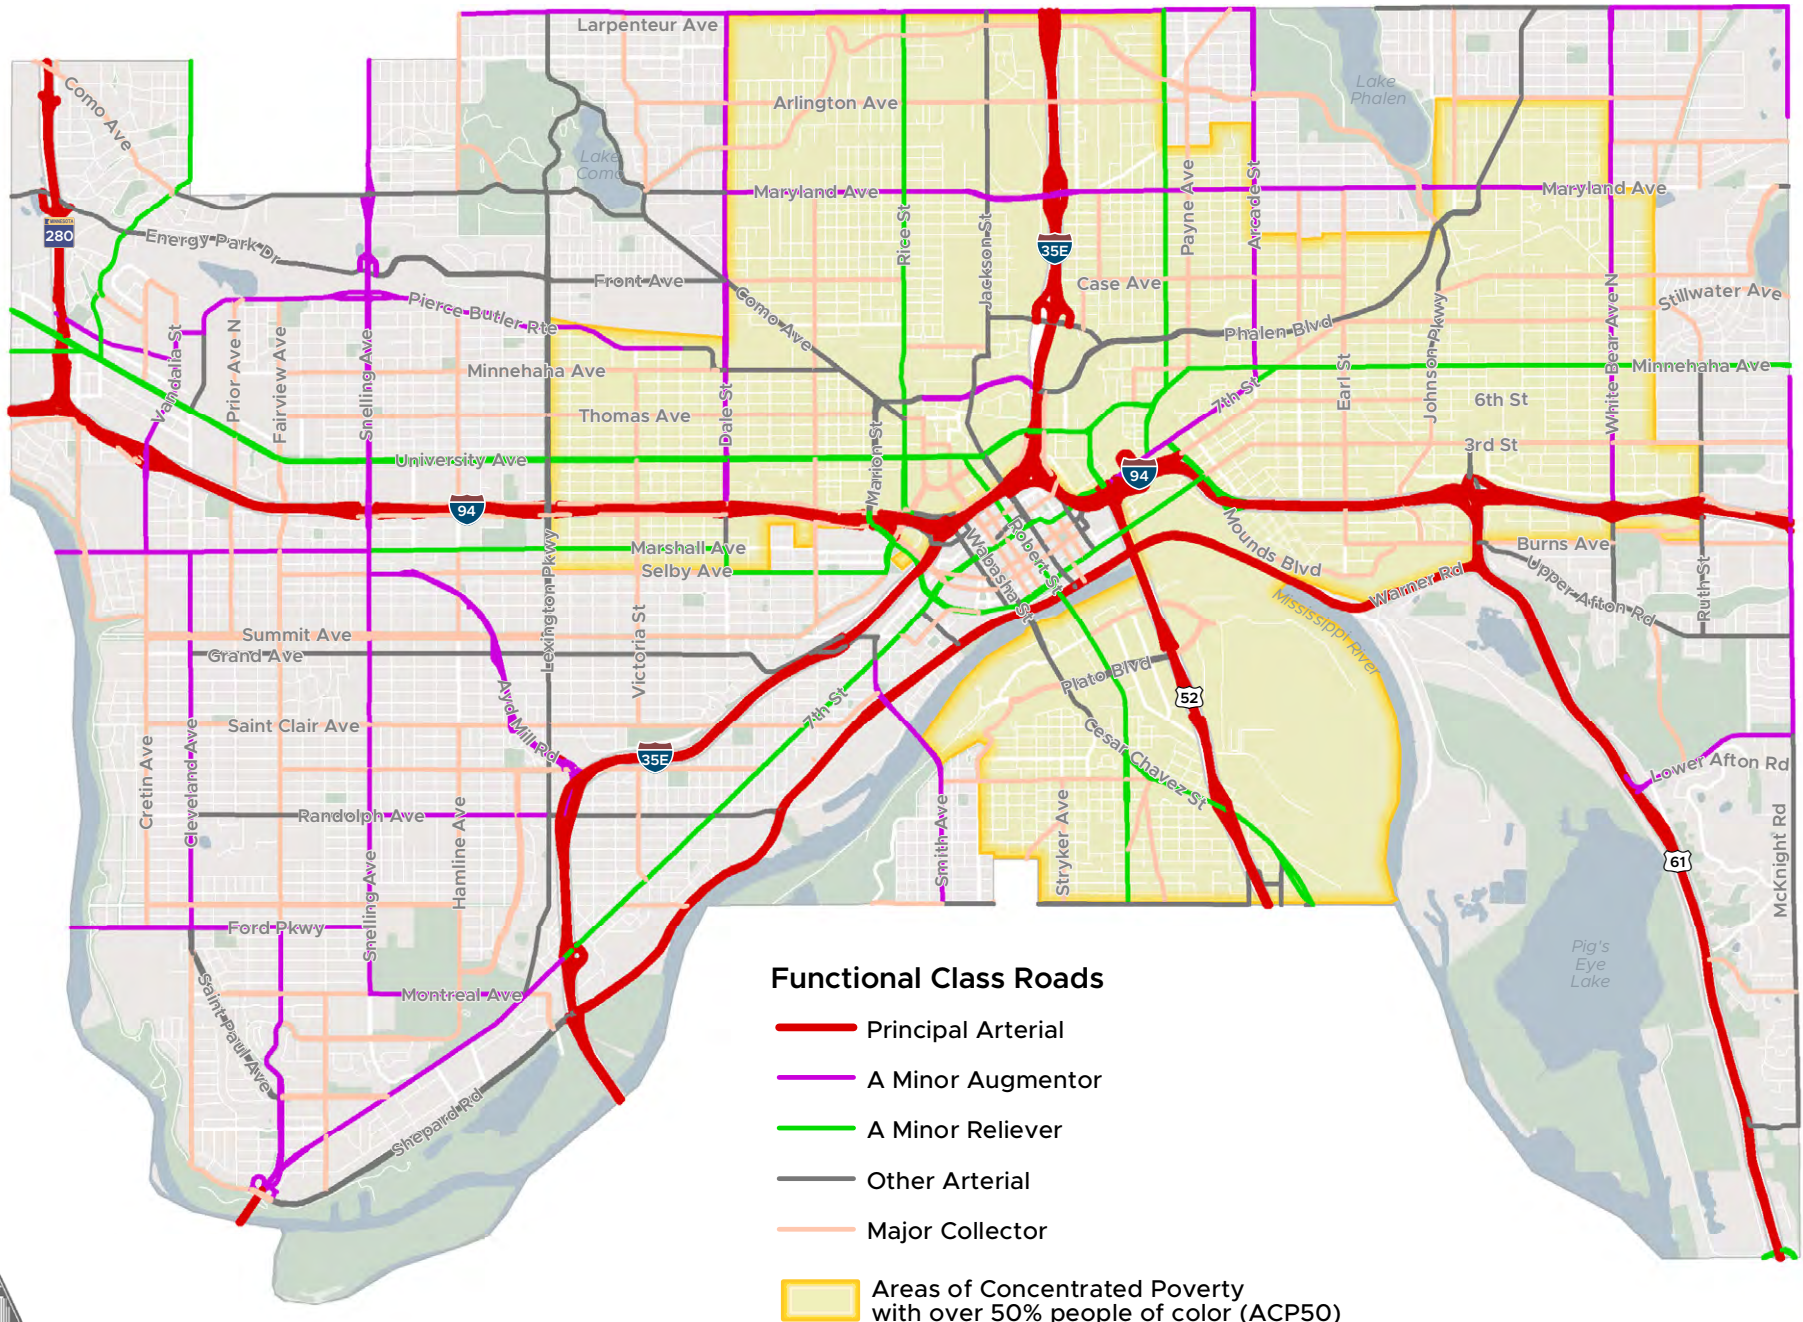 Larpenteur Ave
Como Ave
Lake
Phalen
Arlington Ave
Lake
Como
Maryland Ave
Maryland Ave
Payne Ave
Arcade St
Rice St
Jackson St
MINNESOTA
280
Energy Park Dr
35E
Front Ave
Case Ave
Stillwater Ave
Pierce Butler Rte
Como Ave
Phalen Blvd
Johnson Pkwy
White Bear Ave N
Vandalia St
Prior Ave N
Fairview Ave
Snelling Ave
Minnehaha Ave
Minnehaha Ave
Dale St
7th St
Earl St
6th St
Thomas Ave
Marion St
University Ave
3rd St
94
94
Mounds Blvd
Marshall Ave
Selby Ave
Robert St
Wabasha St
Burns Ave
Upper Afton Rd
Ruth St
Warner Rd
Mississippi River
Lexington Pkwy
Victoria St
Summit Ave
Grand Ave
Plato Blvd
52
Ayd Mill Rd
7th St
Saint Clair Ave
Cesar Chavez St
35E
Lower Afton Rd
Cretin Ave
Cleveland Ave
Randolph Ave
Hamline Ave
Smith Ave
Stryker Ave
61
McKnight Rd
Snelling Ave
Ford Pkwy
Pig's
Eye
Lake
Saint Paul Ave
Montreal Ave
Shepard Rd
Functional Class Roads
Principal Arterial
A Minor Augmentor
A Minor Reliever
Other Arterial
Major Collector
Areas of Concentrated Poverty
with over 50% people of color (ACP50)